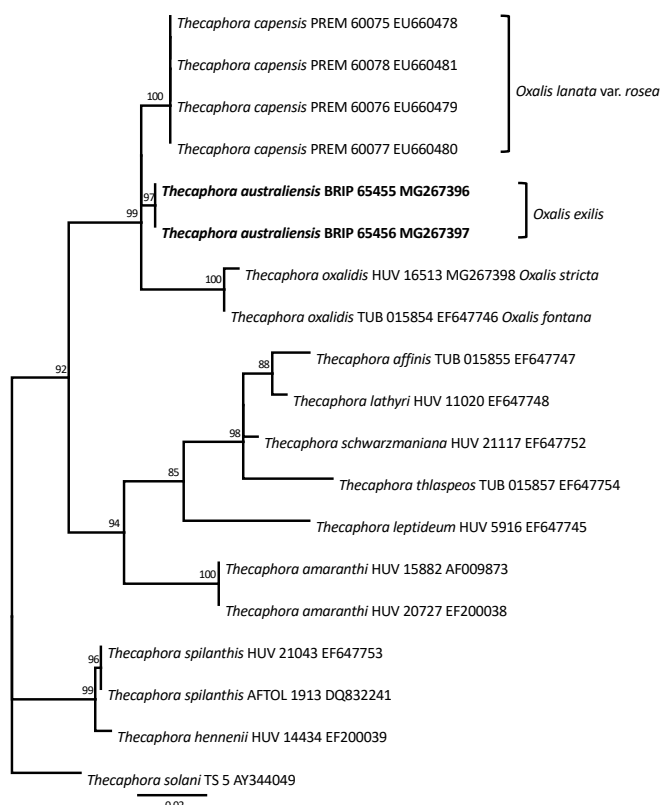 Thecaphora capensis PREM 60075 EU660478
Thecaphora capensis PREM 60078 EU660481
Oxalis lanata var. rosea
100
Thecaphora capensis PREM 60076 EU660479
Thecaphora capensis PREM 60077 EU660480
97
Thecaphora australiensis BRIP 65455 MG267396
Oxalis exilis
99
Thecaphora australiensis BRIP 65456 MG267397
100
Thecaphora oxalidis HUV 16513 MG267398 Oxalis stricta
Thecaphora oxalidis TUB 015854 EF647746 Oxalis fontana
Thecaphora affinis TUB 015855 EF647747
88
92
Thecaphora lathyri HUV 11020 EF647748
98
Thecaphora schwarzmaniana HUV 21117 EF647752
85
Thecaphora thlaspeos TUB 015857 EF647754
94
Thecaphora leptideum HUV 5916 EF647745
100
Thecaphora amaranthi HUV 15882 AF009873
Thecaphora amaranthi HUV 20727 EF200038
96
Thecaphora spilanthis HUV 21043 EF647753
99
Thecaphora spilanthis AFTOL 1913 DQ832241
Thecaphora hennenii HUV 14434 EF200039
Thecaphora solani TS 5 AY344049